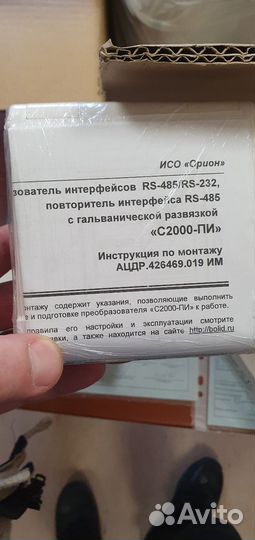 ИСО «Орион»
зователь интерфейсов RS-485/RS-232,
повторитель интерфейса RS-485
с гальванической развязкой
«С2000-ПИ»
Инструкция по монтажу
АЦДР.426469.019 ИМ
онтажу содержит указания, позволяющие выполнить
е и подготовке преобразователя «С2000-ПИ» к работе.
правила его настройки и эксплуатации смотрите
авки, а также находится на сайте http://bolid.ru
Avito